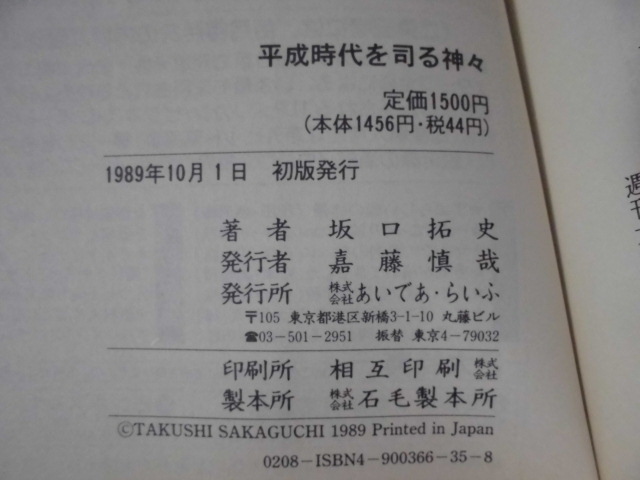 平成時代を司る神々
定価1500円
(本体1456円・税44円)
1989年10月1日 初版発行
著者 坂口拓史
発行者 嘉藤慎哉
発行所 株式会社あいであ・らいふ
〒105 東京都港区新橋3-1-10 丸藤ビル
☎03-501-2951 振替 東京4-79032
印刷所 相互印刷株式会社
製本所 株式会社石毛製本所
©TAKUSHI SAKAGUCHI 1989 Printed in Japan
0208-ISBN4-900366-35-8
週刊